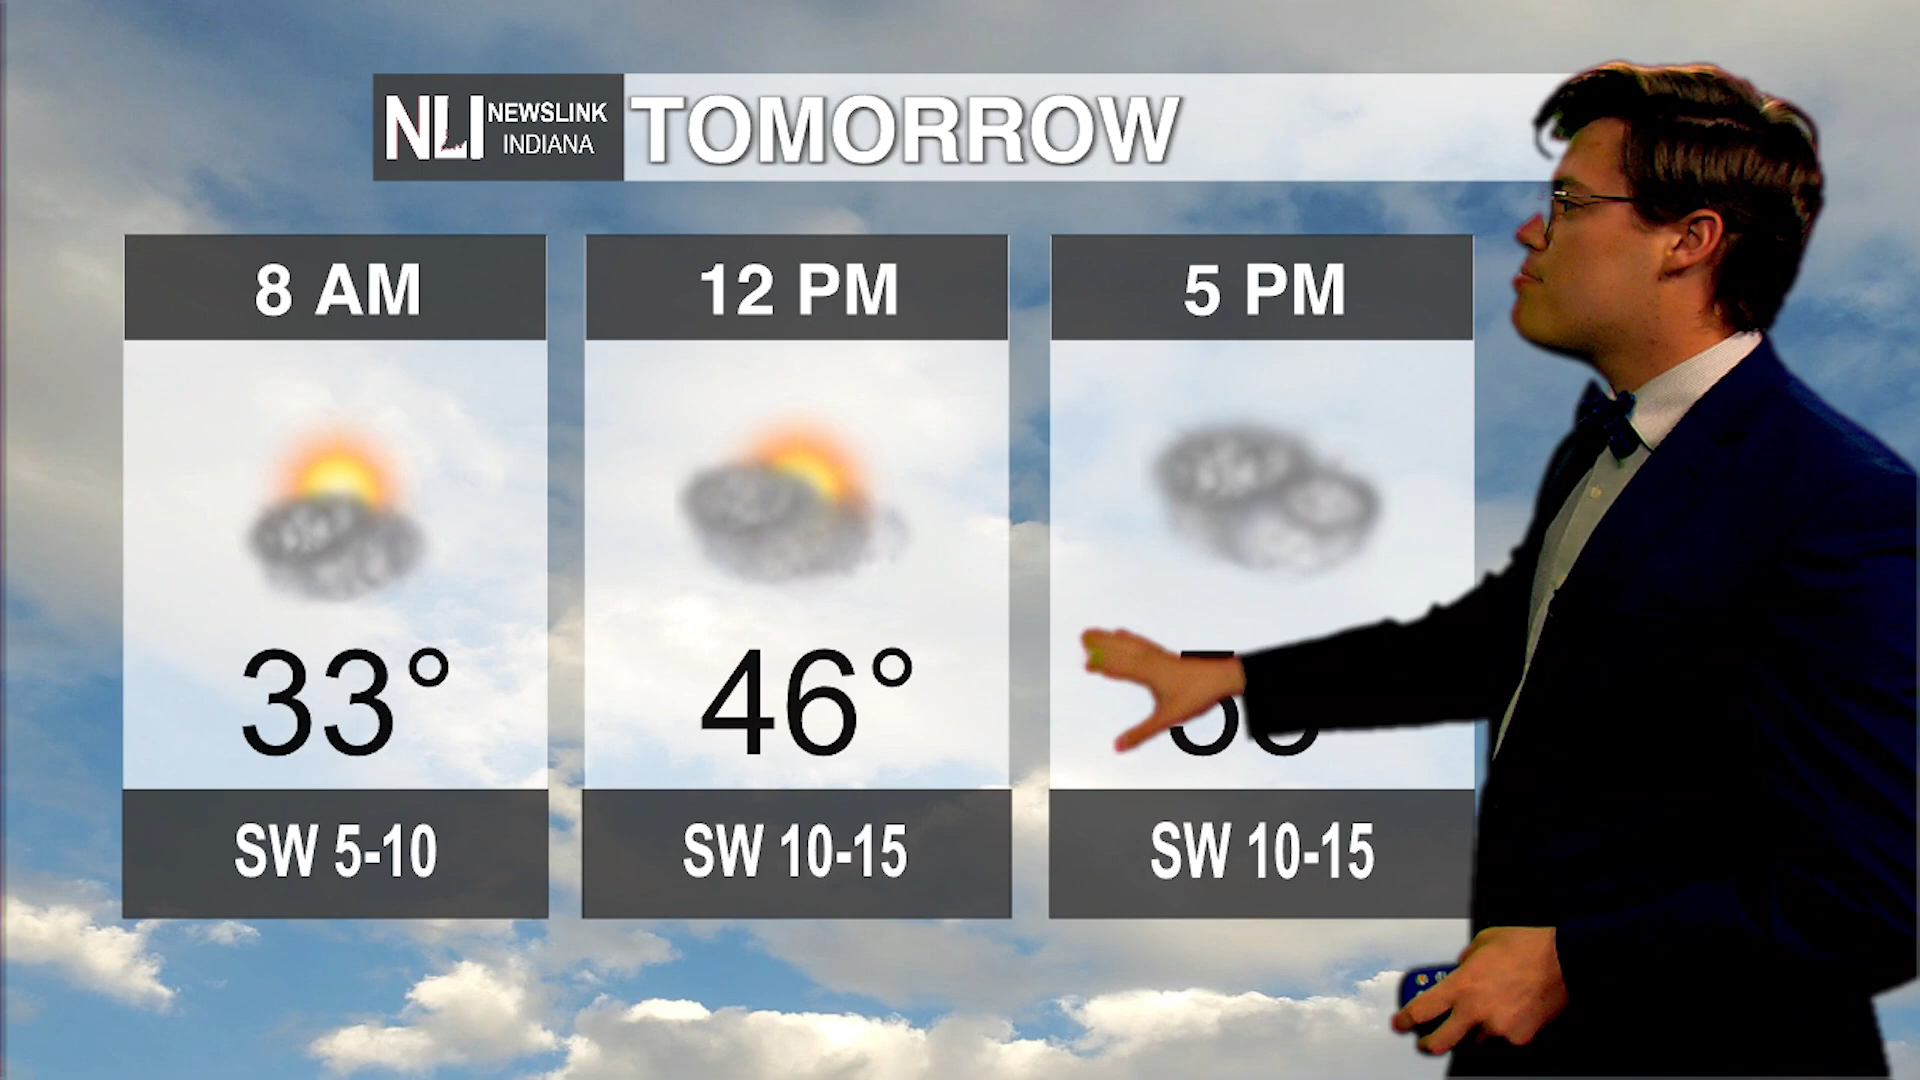 NLI NEWSLINK
INDIANA
TOMORROW
8 AM
12 PM
5 PM
33°
46°
SW 5-10
SW 10-15
SW 10-15